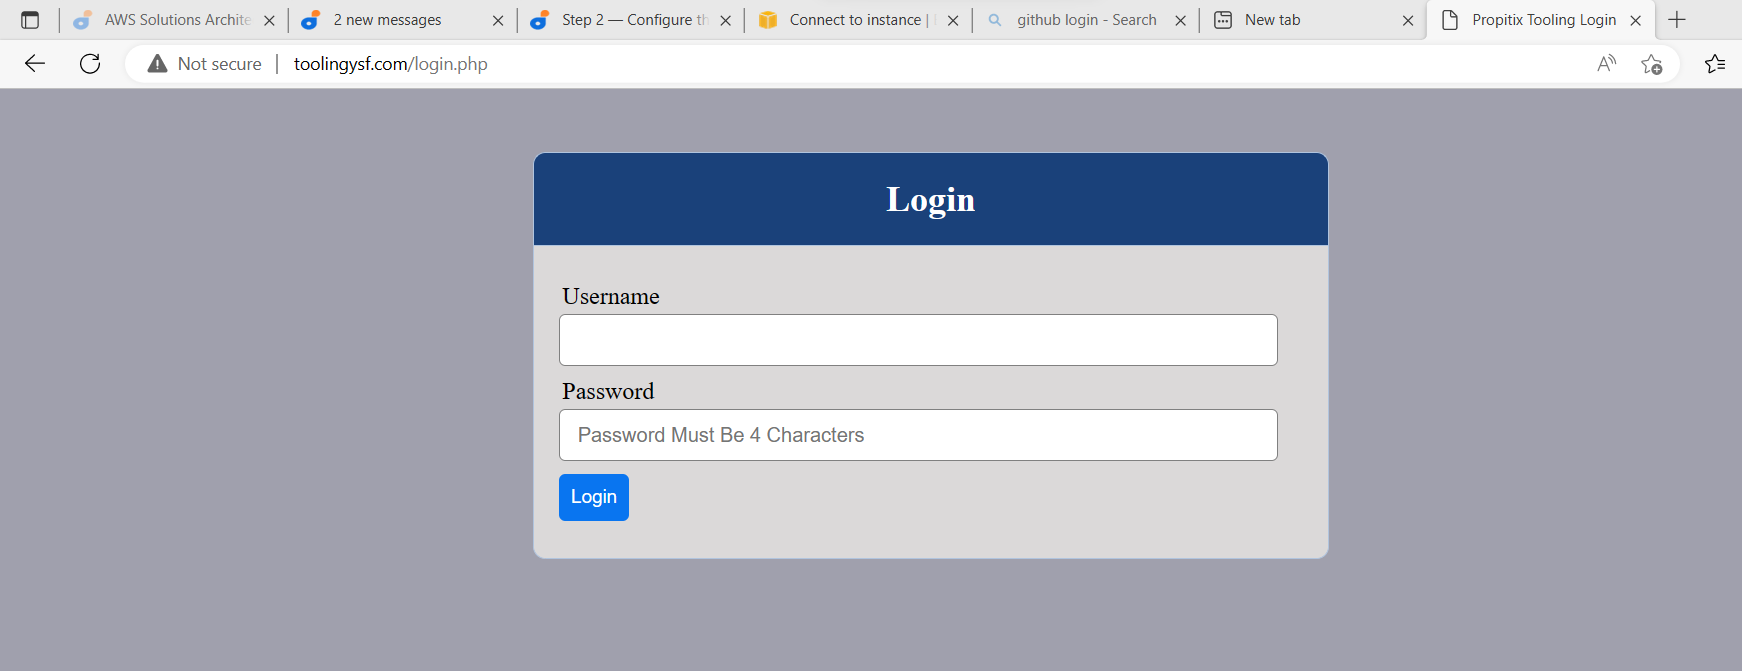 AWS Solutions Archite
2 new messages
Step 2 — Configure th
Connect to instance |
github login - Search
New tab
Propitix Tooling Login
Not secure
toolingysf.com/login.php
Login
Username
Password
Password Must Be 4 Characters
Login